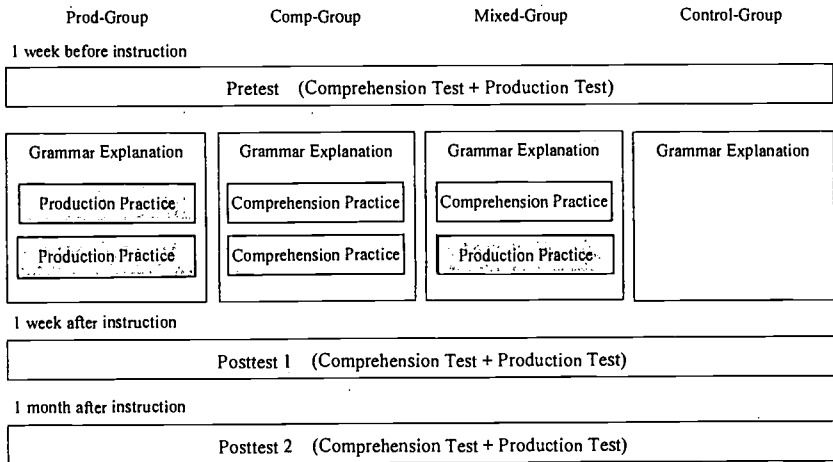 Prod-Group Comp-Group Mixed-Group Control-Group
1 week before instruction
Pretest (Comprehension Test + Production Test)
Grammar Explanation Grammar Explanation Grammar Explanation Grammar Explanation
Production Practice Comprehension Practice Comprehension Practice
Production Practice Comprehension Practice Production Practice
1 week after instruction
Posttest 1 (Comprehension Test + Production Test)
1 month after instruction
Posttest 2 (Comprehension Test + Production Test)